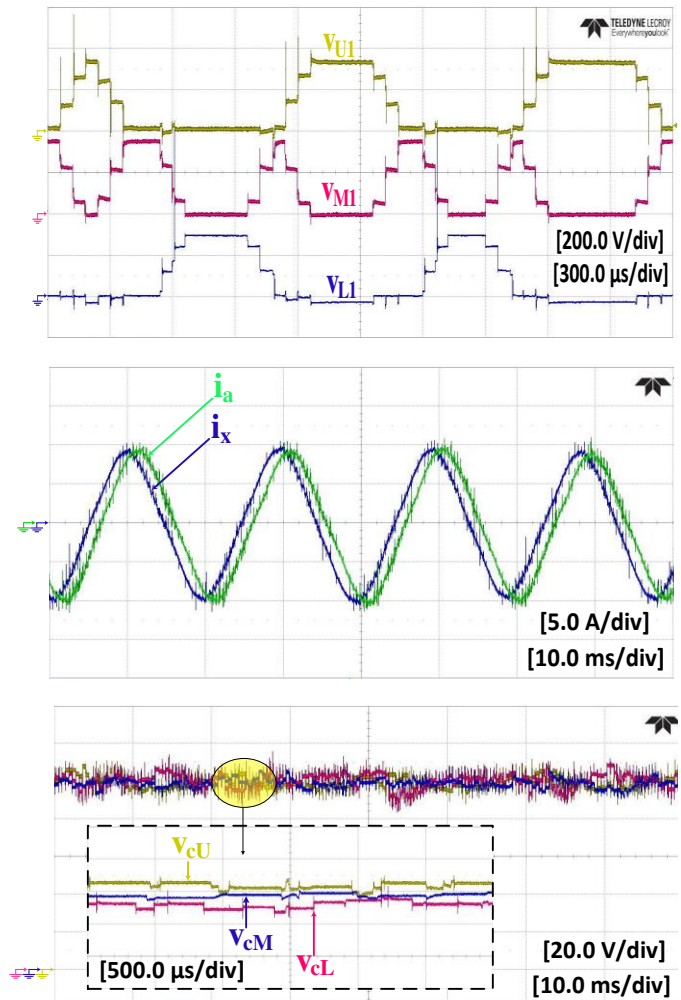 TELEDYNE LECROY
Everywhereyoulook
vU1
vM1
[200.0 V/div]
[300.0 µs/div]
vL1
ia
ix
[5.0 A/div]
[10.0 ms/div]
vcU
vcM
vcL
[500.0 µs/div]
[20.0 V/div]
[10.0 ms/div]